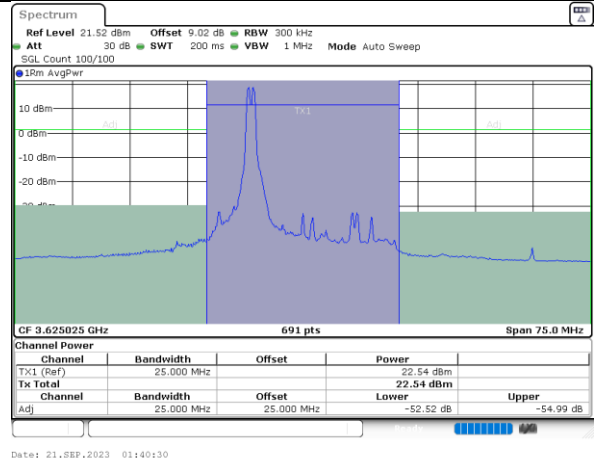 Spectrum
Ref Level 21.52 dBm Offset 9.02 dB RBW 300 kHz
Att 30 dB SWT 200 ms VBW 1 MHz Mode Auto Sweep
SGL Count 100/100
1Rm AvgPwr
10 dBm
TX1
Adj Adj
0 dBm
-10 dBm
-20 dBm
CF 3.625025 GHz 691 pts Span 75.0 MHz
Channel Power
Channel Bandwidth Offset Power
TX1 (Ref) 25.000 MHz 22.54 dBm
Tx Total 22.54 dBm
Channel Bandwidth Offset Lower Upper
Adj 25.000 MHz 25.000 MHz -52.52 dB -54.99 dB
Ready
Date: 21.SEP.2023 01:40:30